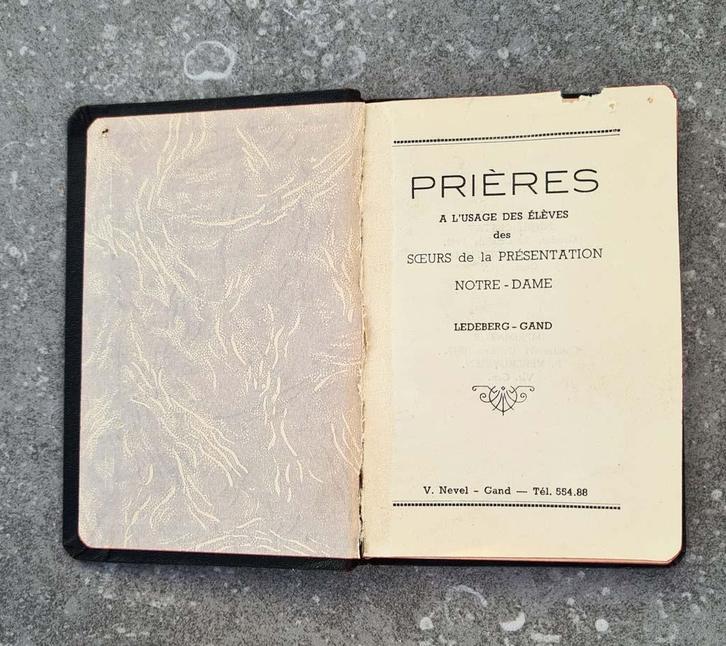 PRIÈRES
A L'USAGE DES ÉLÈVES
des
SŒURS de la PRÉSENTATION
NOTRE-DAME
LEDEBERG-GAND
V. Nevel - Gand — Tél. 554.88